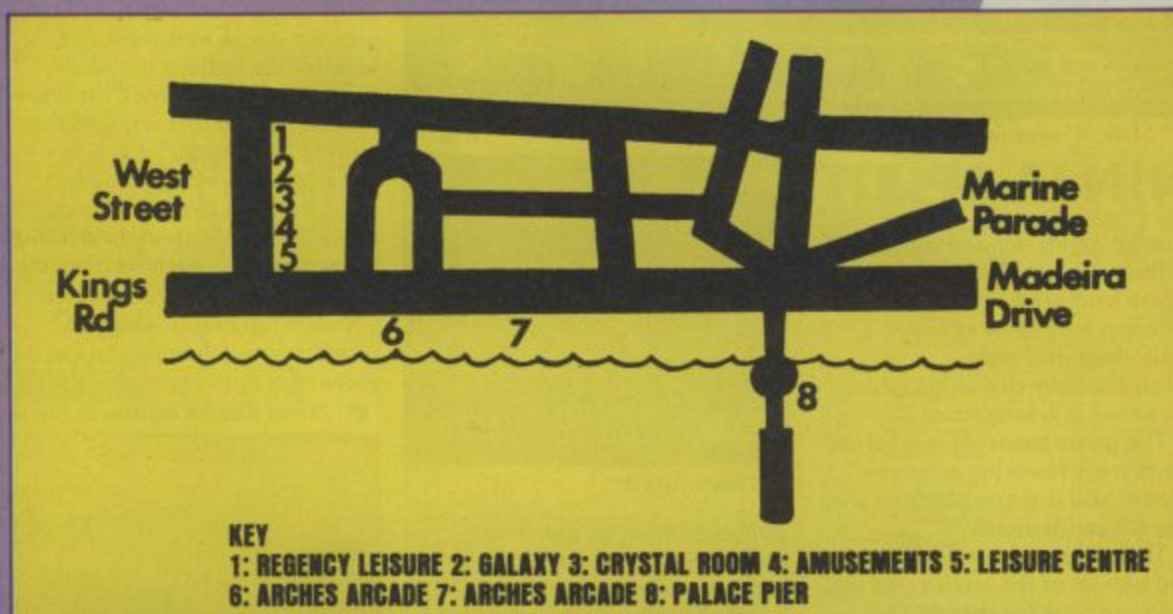 1
2
3
4
5
West
Street
Kings
Rd
Marine
Parade
Madeira
Drive
6
7
8
KEY
1: REGENCY LEISURE 2: GALAXY 3: CRYSTAL ROOM 4: AMUSEMENTS 5: LEISURE CENTRE
6: ARCHES ARCADE 7: ARCHES ARCADE 8: PALACE PIER